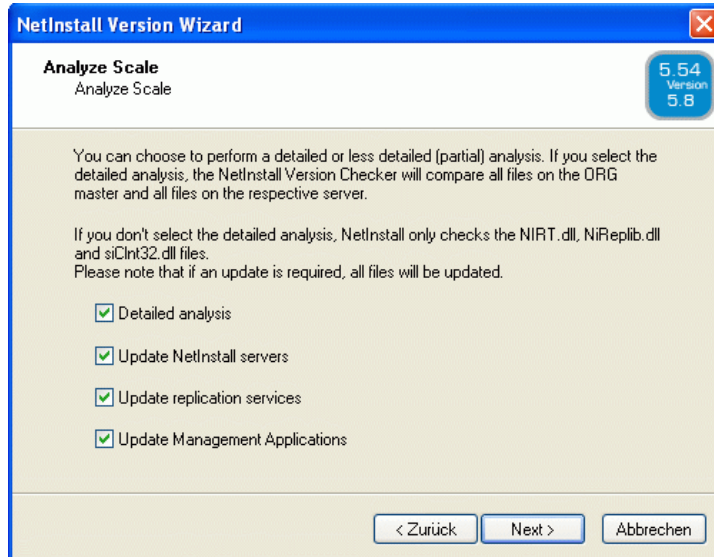 NetInstall Version Wizard
Analyze Scale
Analyze Scale
5.54
Version
5.8
You can choose to perform a detailed or less detailed (partial) analysis. If you select the
detailed analysis, the NetInstall Version Checker will compare all files on the ORG
master and all files on the respective server.
If you don't select the detailed analysis, NetInstall only checks the NIRT.dll, NiReplib.dll
and siClnt32.dll files.
Please note that if an update is required, all files will be updated.
Detailed analysis
Update NetInstall servers
Update replication services
Update Management Applications
< Zurück
Next >
Abbrechen